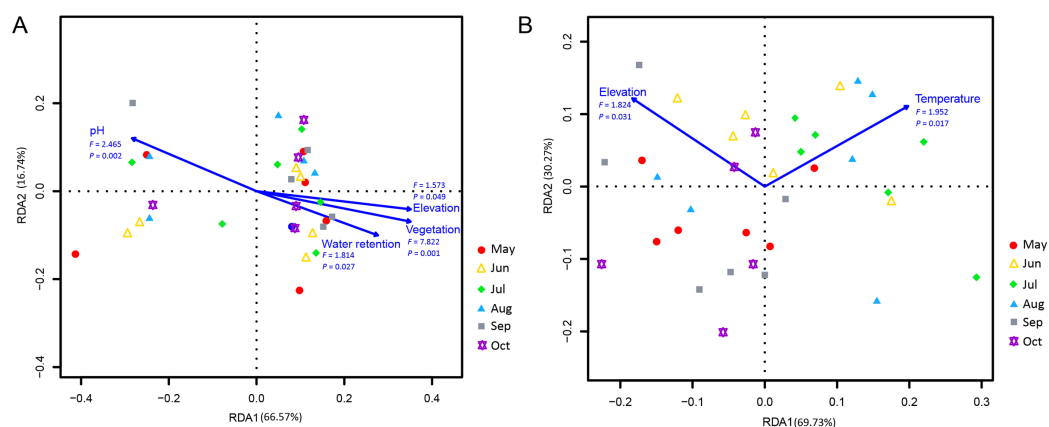 A
RDA2 (16.74%)
0.2
0.0
−0.2
−0.4
−0.4
−0.2
0.0
0.2
0.4
RDA1(66.57%)
pH
F = 2.465
P = 0.002
F = 1.573
P = 0.049
Elevation
Vegetation
F = 7.822
P = 0.001
Water retention
F = 1.814
P = 0.027
May
Jun
Jul
Aug
Sep
Oct
B
RDA2 (30.27%)
0.2
0.1
0.0
−0.1
−0.2
−0.2
−0.1
0.0
0.1
0.2
0.3
RDA1(69.73%)
Elevation
F = 1.824
P = 0.031
Temperature
F = 1.952
P = 0.017
May
Jun
Jul
Aug
Sep
Oct